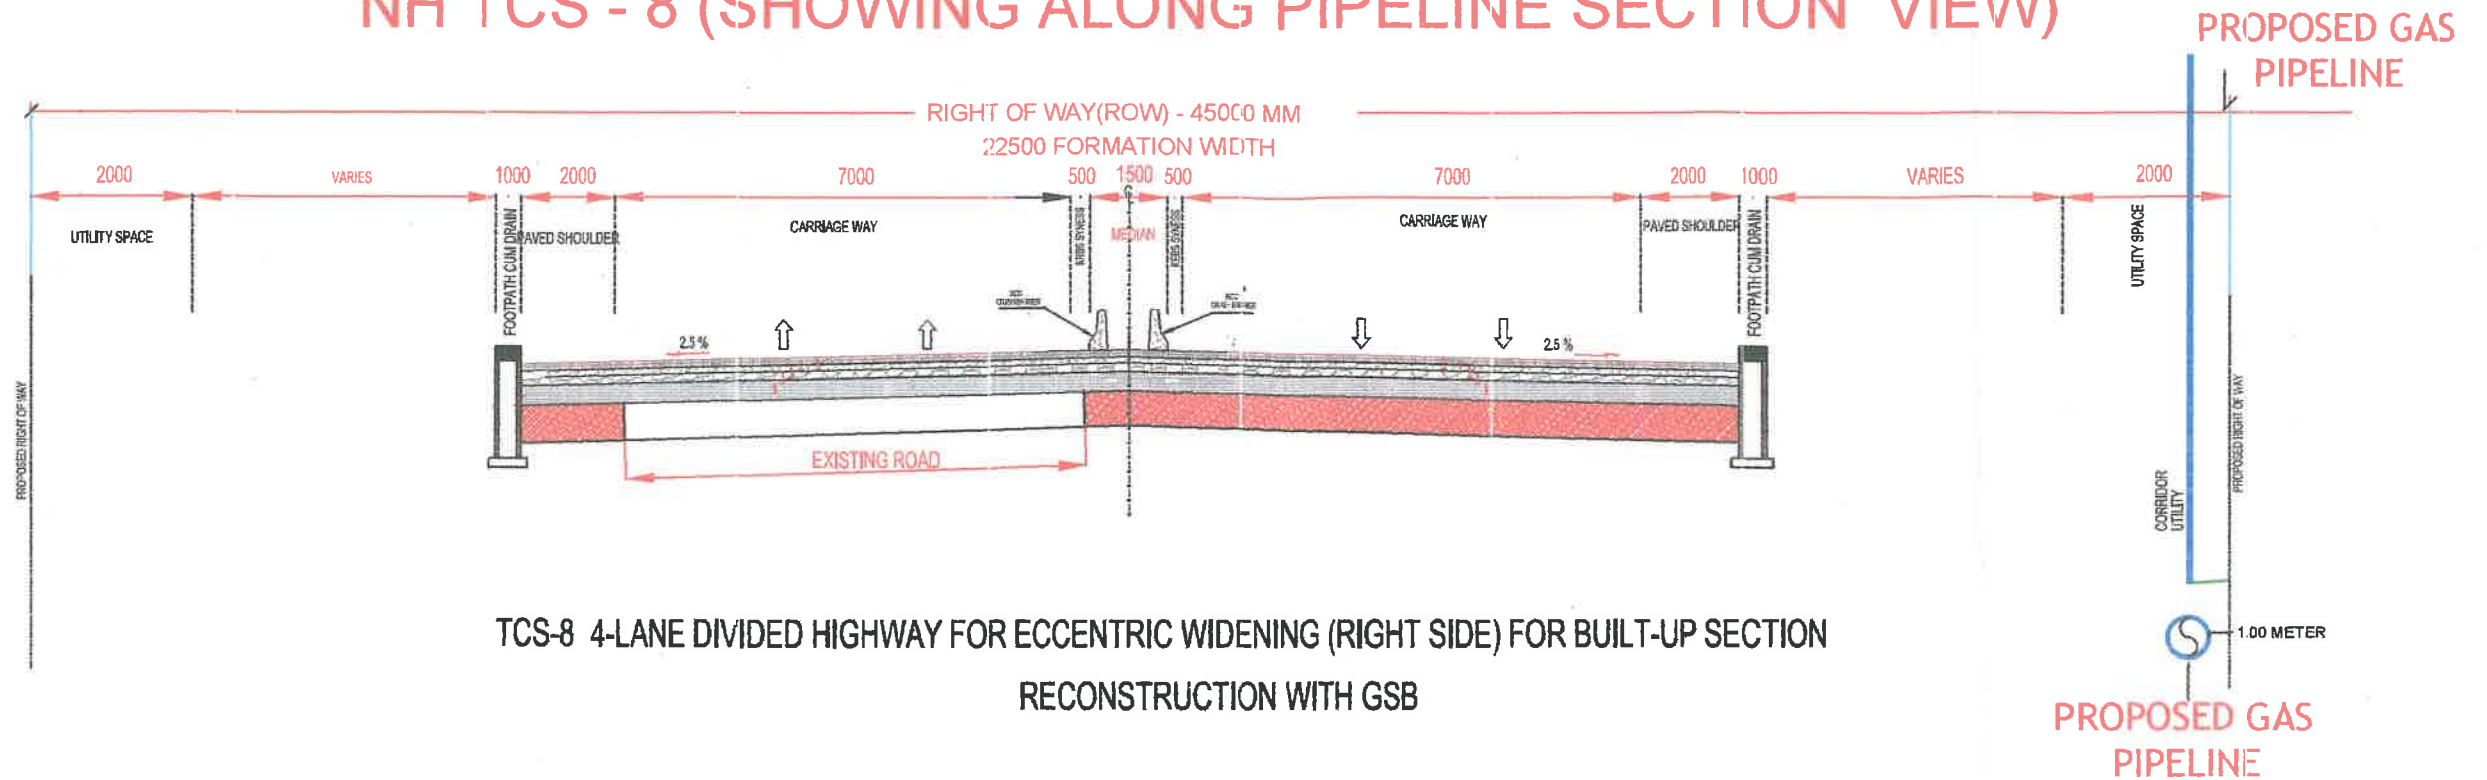 NH TCS - 8 (SHOWING ALONG PIPELINE SECTION VIEW)
PROPOSED GAS
PIPELINE
RIGHT OF WAY(ROW) - 45000 MM
22500 FORMATION WIDTH
2000
VARIES
1000
2000
7000
500
1500
500
7000
2000
1000
VARIES
2000
UTILITY SPACE
FOOTPATH CUM DRAIN
PAVED SHOULDER
CARRIAGE WAY
MEDIAN
CARRIAGE WAY
PAVED SHOULDER
FOOTPATH CUM DRAIN
UTILITY SPACE
2.5 %
2.5 %
PROPOSED RIGHT OF WAY
EXISTING ROAD
PROPOSED RIGHT OF WAY
CORRIDOR
UTILITY
TCS-8 4-LANE DIVIDED HIGHWAY FOR ECCENTRIC WIDENING (RIGHT SIDE) FOR BUILT-UP SECTION
RECONSTRUCTION WITH GSB
1.00 METER
PROPOSED GAS
PIPELINE